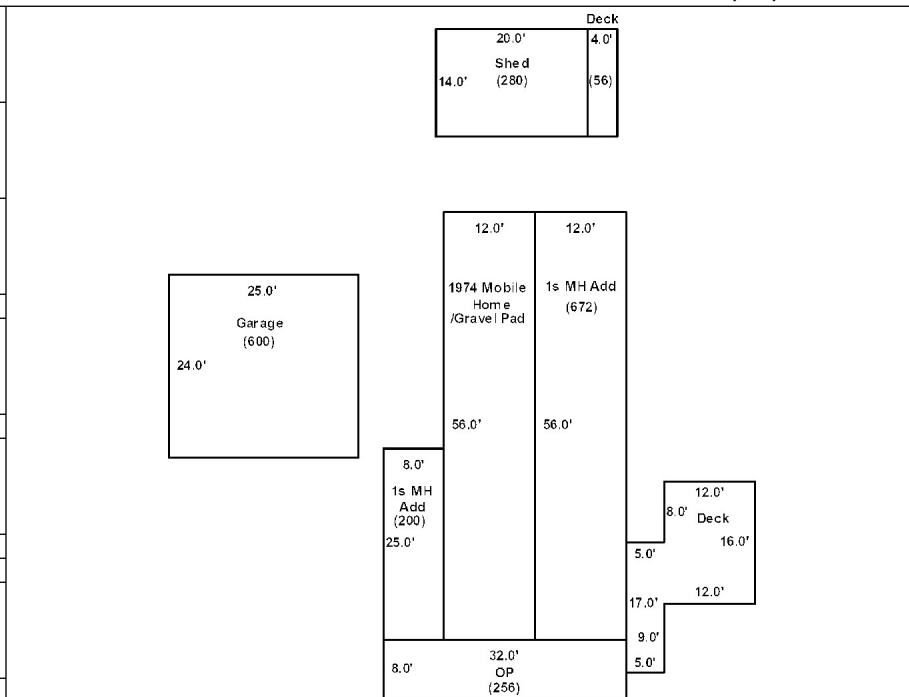 Deck
20.0' 4.0'
Shed
14.0' (280) (56)
12.0' 12.0'
1974 Mobile
Home
/Gravel Pad
1s MH Add
(672)
56.0' 56.0'
25.0'
Garage
(600)
24.0'
8.0'
1s MH
Add
(200)
25.0'
12.0'
8.0' Deck
16.0'
5.0'
12.0'
17.0'
9.0'
5.0'
32.0'
8.0' OP
(256)